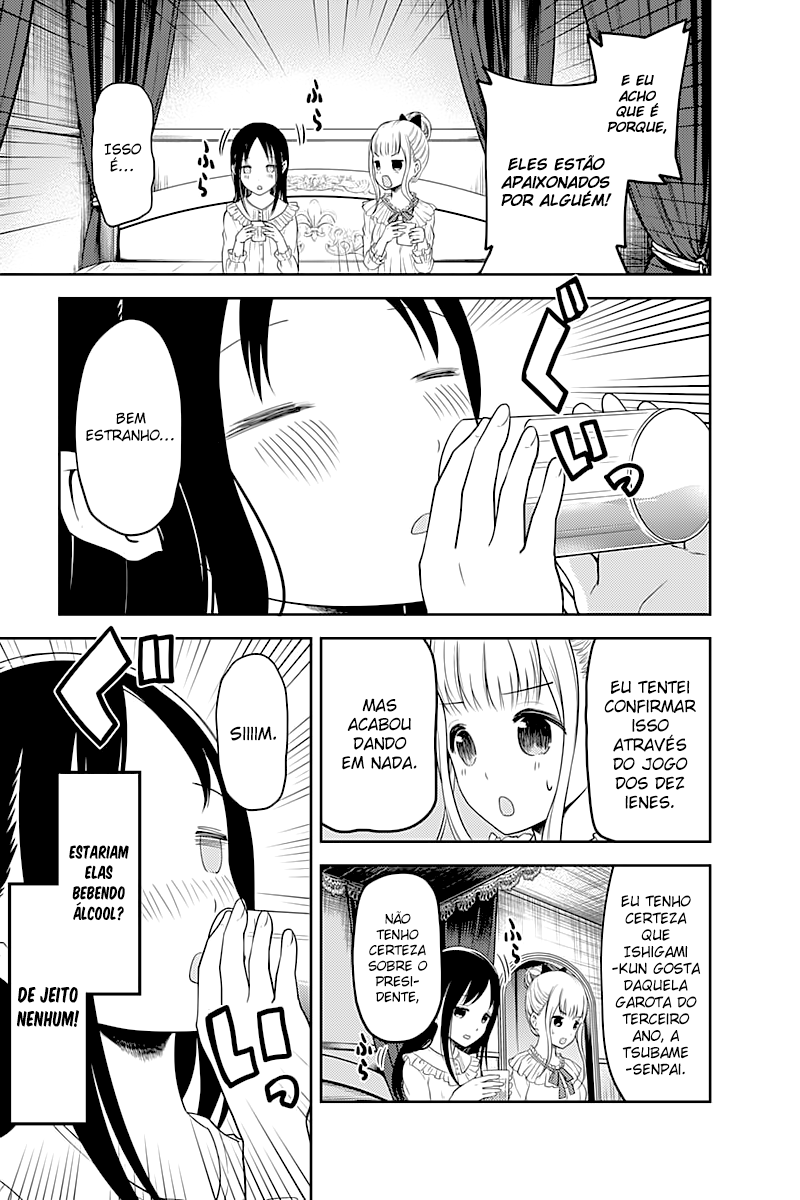 E EU
ACHO
QUE É
PORQUE,
ELES ESTÃO
APAIXONADOS
POR ALGUÉM!
ふら
ふら
ISSO
É...
ぐいっ
BEM
ESTRANHO...
EU TENTEI
CONFIRMAR
ISSO
ATRAVÉS
DO JOGO
DOS DEZ
IENES.
MAS
ACABOU
DANDO
EM NADA.
EU TENHO
CERTEZA
QUE
ISHIGAMI
-KUN GOSTA
DAQUELA
GAROTA DO
TERCEIRO
ANO, A
TSUBAME
-SENPAI.
ふら
NÃO
TENHO
CERTEZA
SOBRE O
PRESI-
DENTE,
SIIIIM.
ぐいっ
ESTARIAM
ELAS
BEBENDO
ÁLCOOL?
DE JEITO
NENHUM!